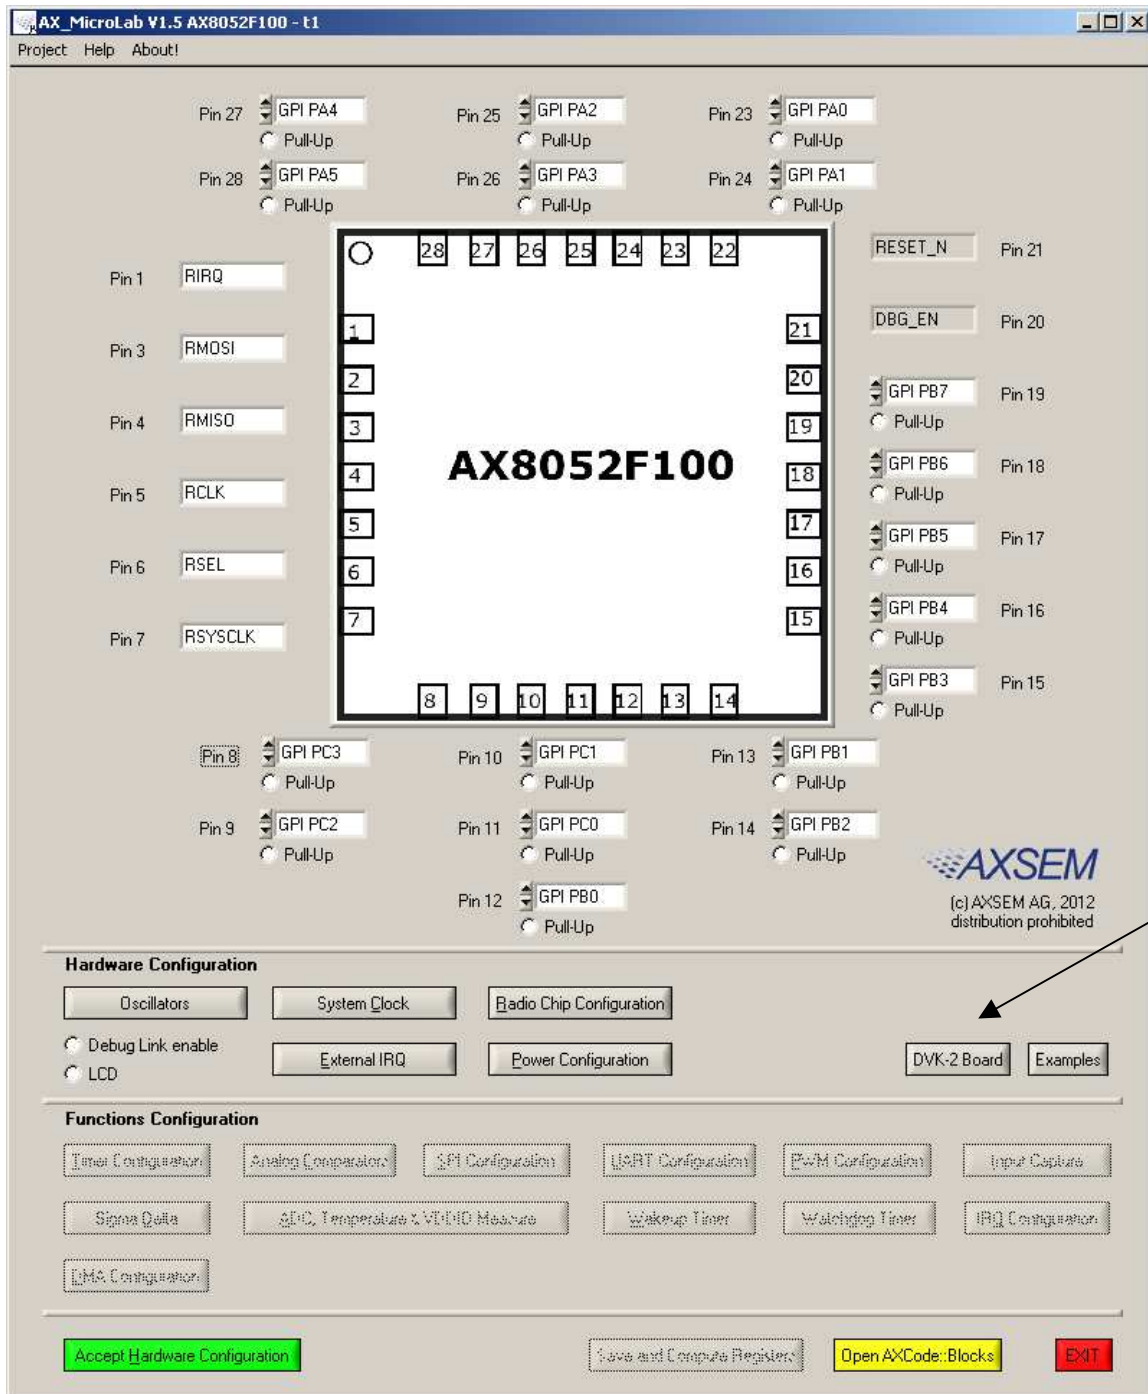 AX_MicroLab V1.5 AX8052F100 - t1
Project Help About!
Pin 27 GPI PA4 Pin 25 GPI PA2 Pin 23 GPI PA0
Pull-Up Pull-Up Pull-Up
Pin 28 GPI PA5 Pin 26 GPI PA3 Pin 24 GPI PA1
Pull-Up Pull-Up Pull-Up
28 27 26 25 24 23 22
RESET_N Pin 21
Pin 1 RIRQ
DBG_EN Pin 20
1 21
Pin 3 RMOSI
2 20
GPI PB7 Pin 19
Pull-Up
Pin 4 RMISO
3 19
AX8052F100
GPI PB6 Pin 18
4 18
Pin 5 RCLK
Pull-Up
5 17
GPI PB5 Pin 17
Pin 6 RSEL
Pull-Up
6 16
GPI PB4 Pin 16
7 15
Pin 7 RSYSCLK
Pull-Up
GPI PB3 Pin 15
8 9 10 11 12 13 14
Pull-Up
Pin 8 GPI PC3 Pin 10 GPI PC1 Pin 13 GPI PB1
Pull-Up Pull-Up Pull-Up
Pin 9 GPI PC2 Pin 11 GPI PC0 Pin 14 GPI PB2
Pull-Up Pull-Up Pull-Up
AXSEM
Pin 12 GPI PB0
(c) AXSEM AG, 2012
distribution prohibited
Pull-Up
Hardware Configuration
Oscillators System Clock Radio Chip Configuration
Debug Link enable
LCD
External IRQ Power Configuration DVK-2 Board Examples
Functions Configuration
Timer Configuration Analog Comparators SPI Configuration UART Configuration PWM Configuration Input Capture
Sigma Delta ADC, Temperature & VDDIO Measure Wakeup Timer Watchdog Timer IRQ Configuration
DMA Configuration
Accept Hardware Configuration Save and Compute Registers Open AXCode::Blocks EXIT